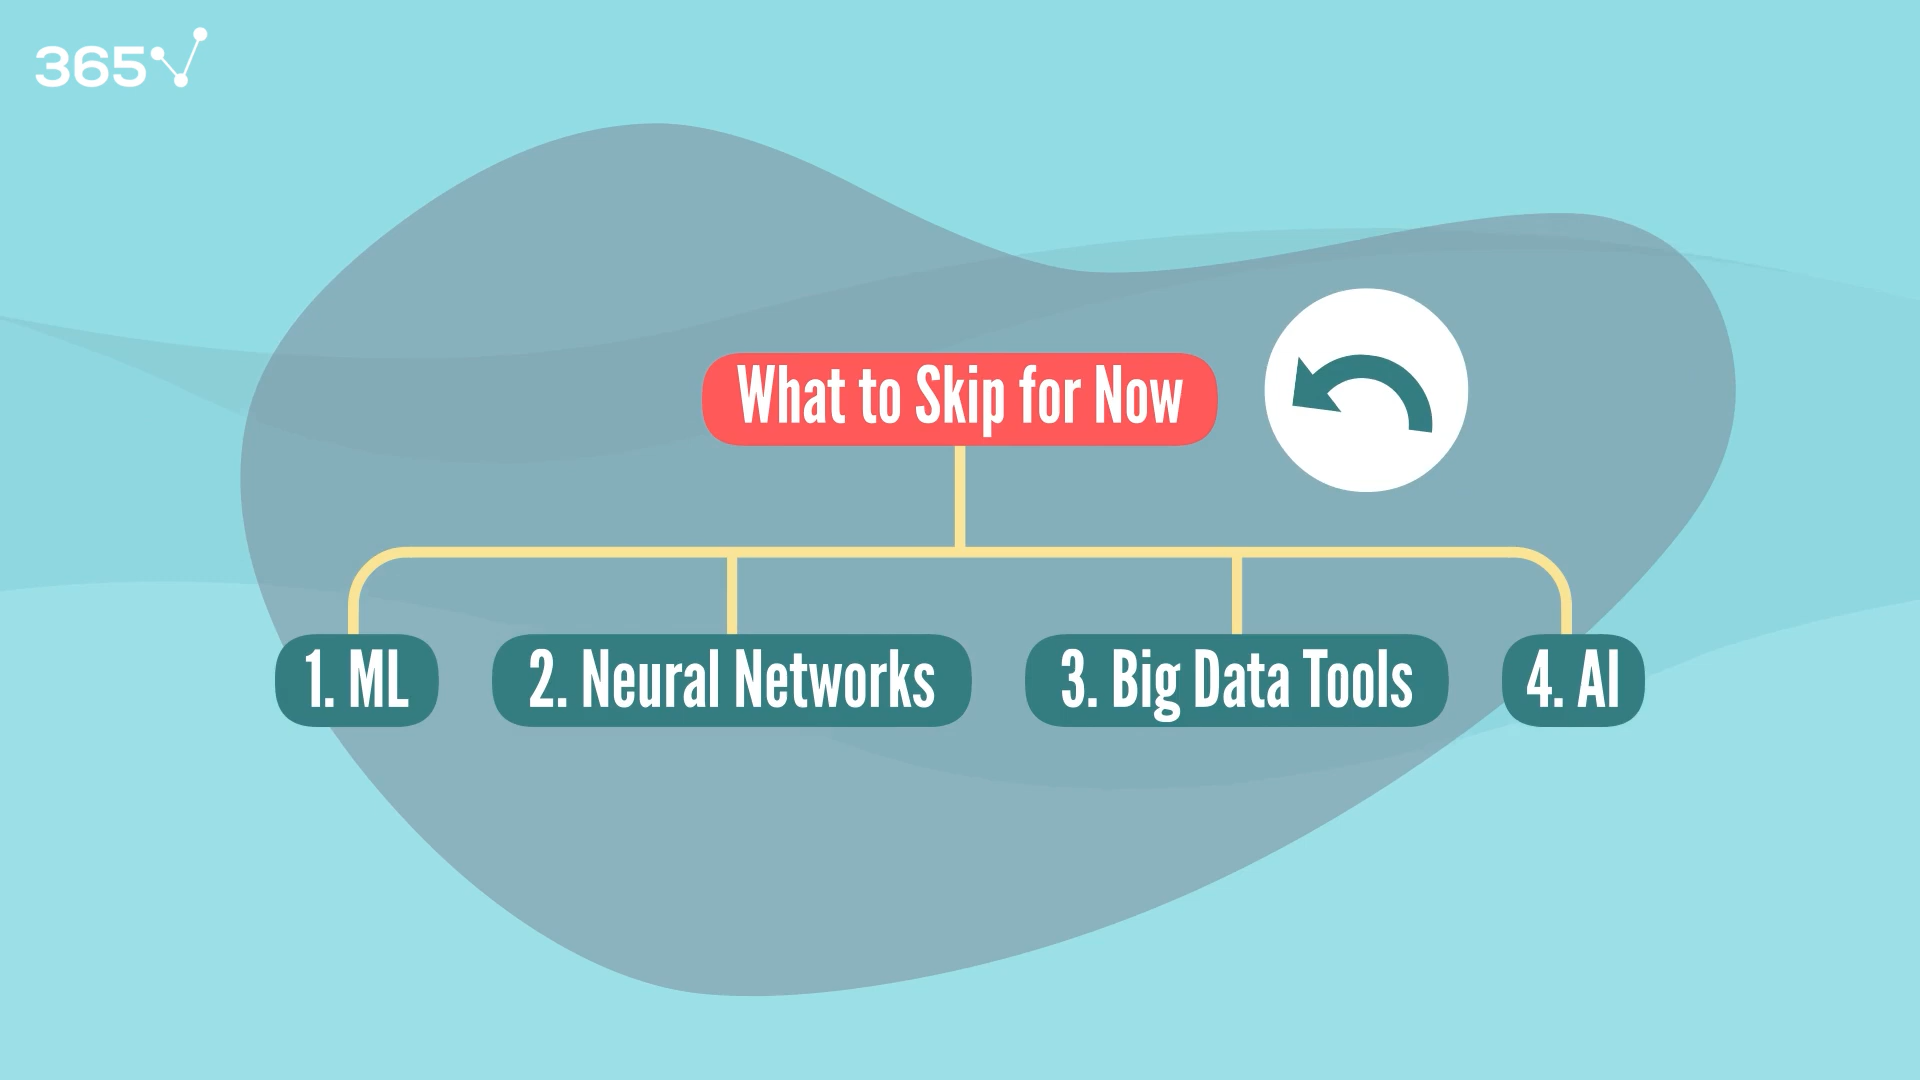 365
What to Skip for Now
1. ML
2. Neural Networks
3. Big Data Tools
4. AI